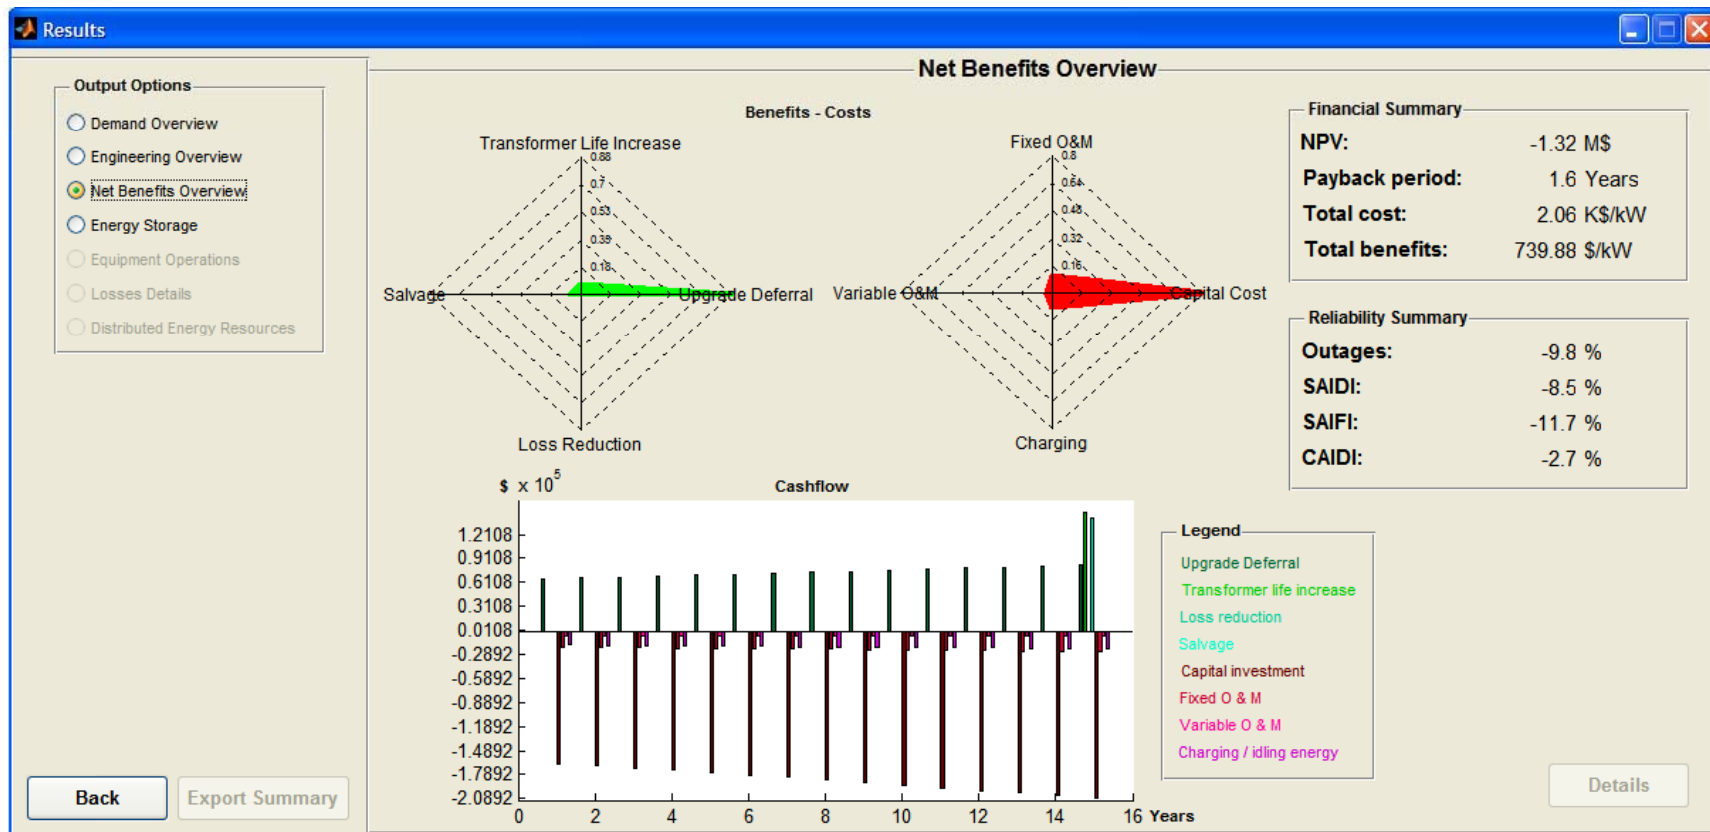 Results
Output Options
Demand Overview
Engineering Overview
Net Benefits Overview
Energy Storage
Equipment Operations
Losses Details
Distributed Energy Resources
Back
Export Summary
Net Benefits Overview
Benefits - Costs
Transformer Life Increase
0.88
0.7
0.53
0.35
0.18
Salvage
Upgrade Deferral
Loss Reduction
Fixed O&M
0.8
0.64
0.48
0.32
0.16
Variable O&M
Capital Cost
Charging
Financial Summary
NPV: -1.32 M$
Payback period: 1.6 Years
Total cost: 2.06 K$/kW
Total benefits: 739.88 $/kW
Reliability Summary
Outages: -9.8 %
SAIDI: -8.5 %
SAIFI: -11.7 %
CAIDI: -2.7 %
$ x 10^5
Cashflow
1.2108
0.9108
0.6108
0.3108
0.0108
-0.2892
-0.5892
-0.8892
-1.1892
-1.4892
-1.7892
-2.0892
0 2 4 6 8 10 12 14 16 Years
Legend
Upgrade Deferral
Transformer life increase
Loss reduction
Salvage
Capital investment
Fixed O & M
Variable O & M
Charging / idling energy
Details